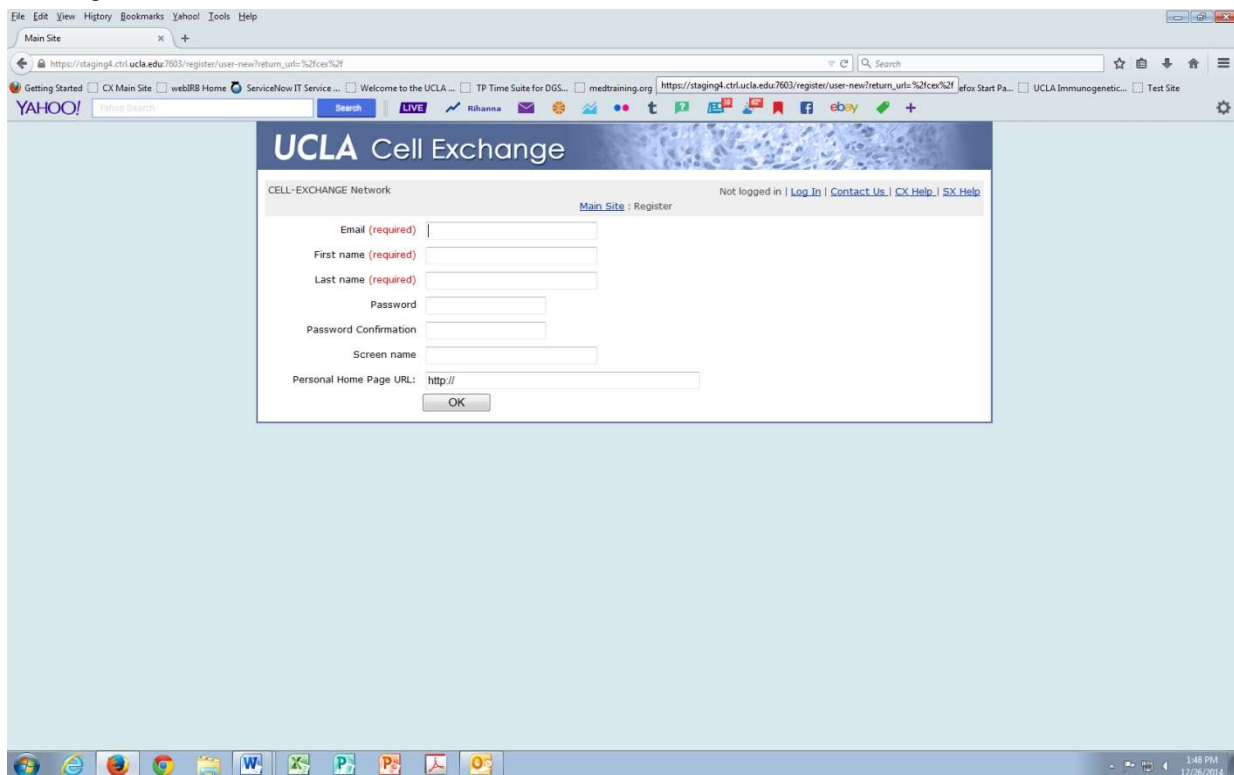 File Edit View History Bookmarks Yahoo! Tools Help
Main Site × +
https://staging4.ctrl.ucla.edu:7603/register/user-new?return_url=%2fcex%2f Search
Getting Started CX Main Site webIRB Home ServiceNow IT Service ... Welcome to the UCLA ... TP Time Suite for DGS... medtraining.org https://staging4.ctrl.ucla.edu:7603/register/user-new?return_url=%2fcex%2f efox Start Pa... UCLA Immunogenetic... Test Site
YAHOO! Yahoo Search Search LIVE Rihanna t ebay +
UCLA Cell Exchange
CELL-EXCHANGE Network Not logged in | Log In | Contact Us | CX Help | SX Help
Main Site : Register
Email (required)
First name (required)
Last name (required)
Password
Password Confirmation
Screen name
Personal Home Page URL: http://
OK
1:48 PM
12/26/2014